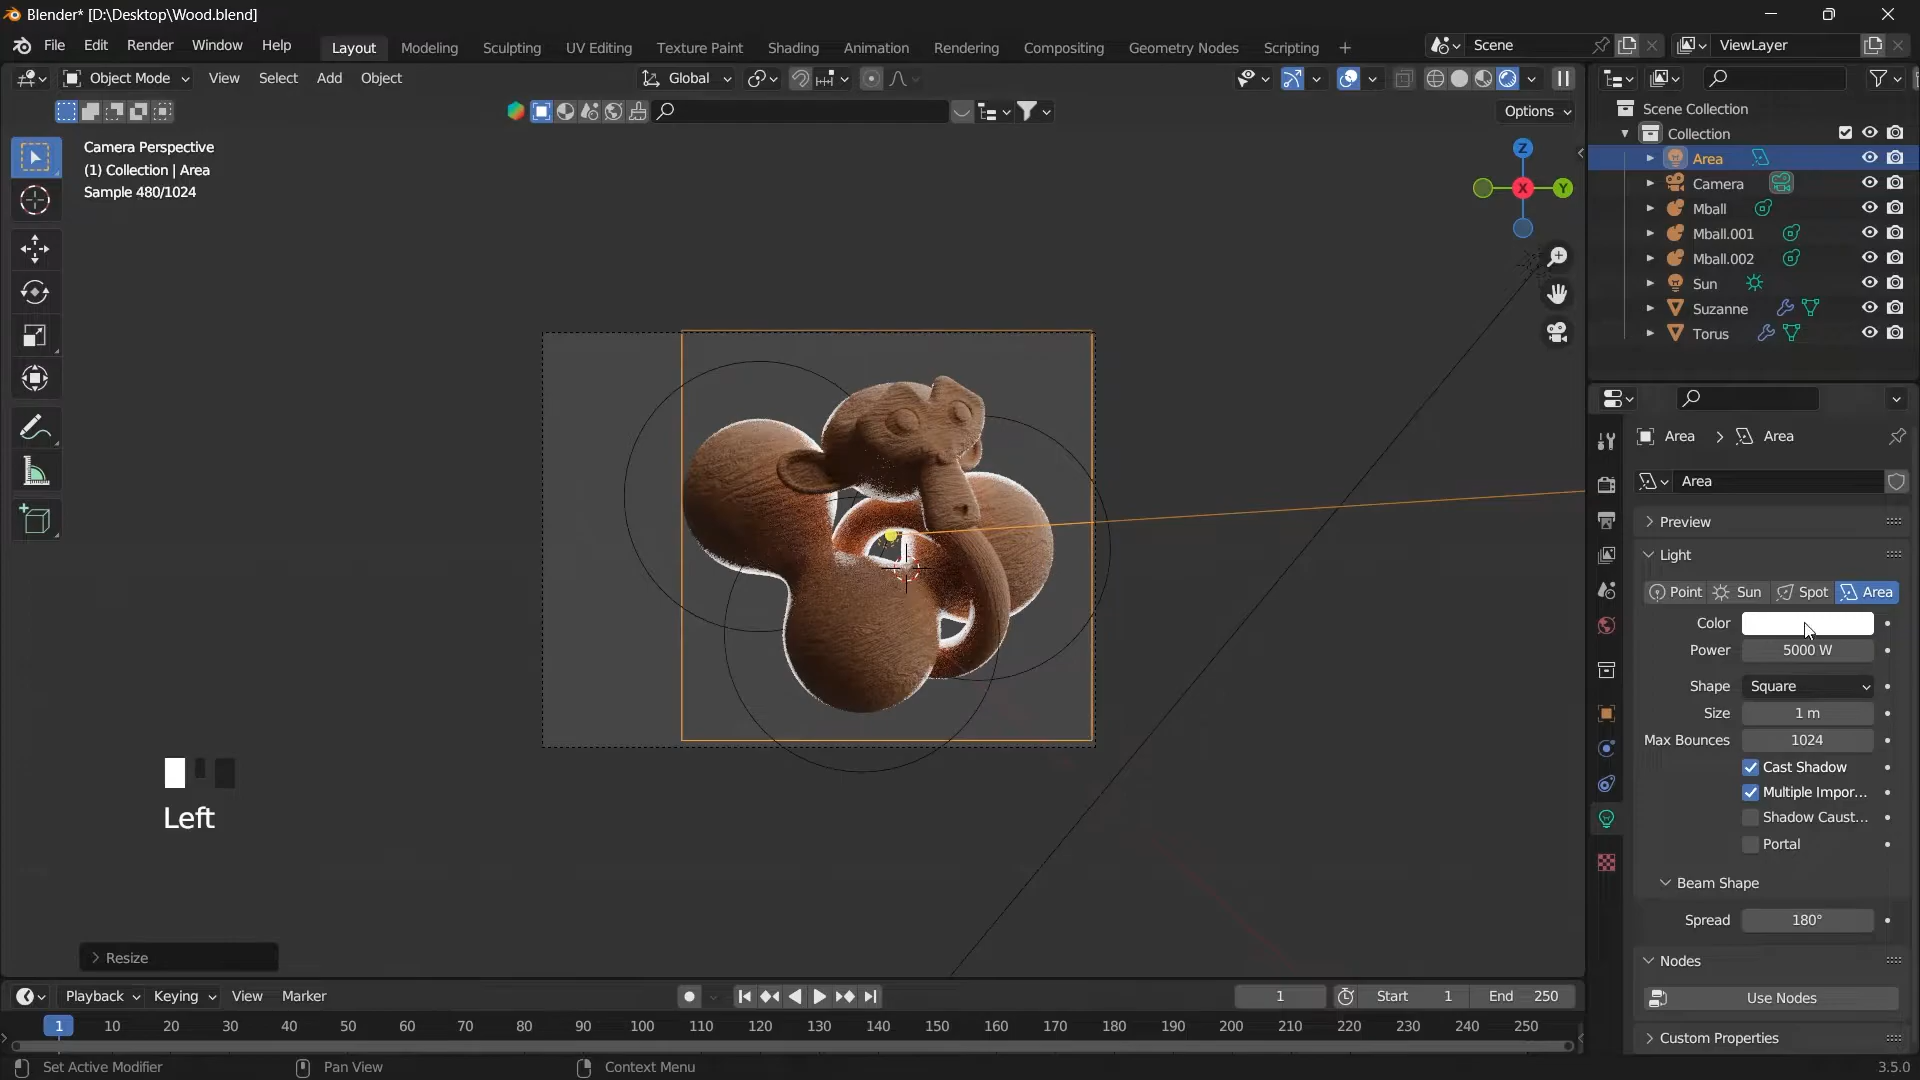 Blender* [D:\Desktop\Wood.blend]
File Edit Render Window Help Layout Modeling Sculpting UV Editing Texture Paint Shading Animation Rendering Compositing Geometry Nodes Scripting + Scene ViewLayer
Object Mode View Select Add Object Global
Options
Camera Perspective
(1) Collection | Area
Sample 480/1024
Z
X Y
Scene Collection
Collection
Area
Camera
Mball
Mball.001
Mball.002
Sun
Suzanne
Torus
Area > Area
Area
Preview
Light
Point Sun Spot Area
Color
Power 5000 W
Shape Square
Size 1 m
Max Bounces 1024
Cast Shadow
Multiple Impor...
Shadow Caust...
Portal
Beam Shape
Spread 180°
Nodes
Use Nodes
Custom Properties
Left
Resize
Playback Keying View Marker 1 Start 1 End 250
1 10 20 30 40 50 60 70 80 90 100 110 120 130 140 150 160 170 180 190 200 210 220 230 240 250
Set Active Modifier Pan View Context Menu 3.5.0